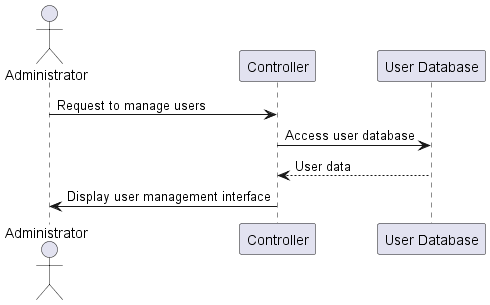 Administrator
Controller
User Database
Request to manage users
Access user database
User data
Display user management interface
Administrator
Controller
User Database